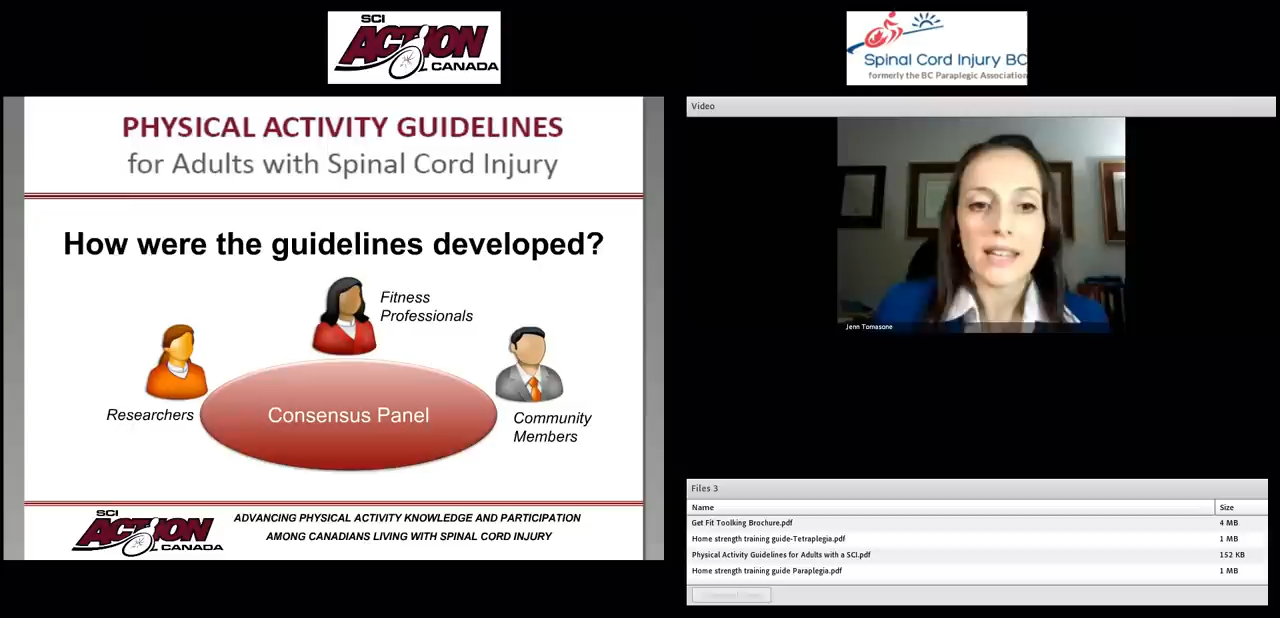 SCI
ACTION
CANADA
Spinal Cord Injury BC
formerly the BC Paraplegic Association
PHYSICAL ACTIVITY GUIDELINES
for Adults with Spinal Cord Injury
How were the guidelines developed?
Fitness
Professionals
Researchers
Consensus Panel
Community
Members
SCI
ACTION
CANADA
ADVANCING PHYSICAL ACTIVITY KNOWLEDGE AND PARTICIPATION
AMONG CANADIANS LIVING WITH SPINAL CORD INJURY
Video
Jenn Tomasone
Files 3
Name
Size
Get Fit Toolking Brochure.pdf
4 MB
Home strength training guide-Tetraplegia.pdf
1 MB
Physical Activity Guidelines for Adults with a SCI.pdf
152 KB
Home strength training guide Paraplegia.pdf
1 MB